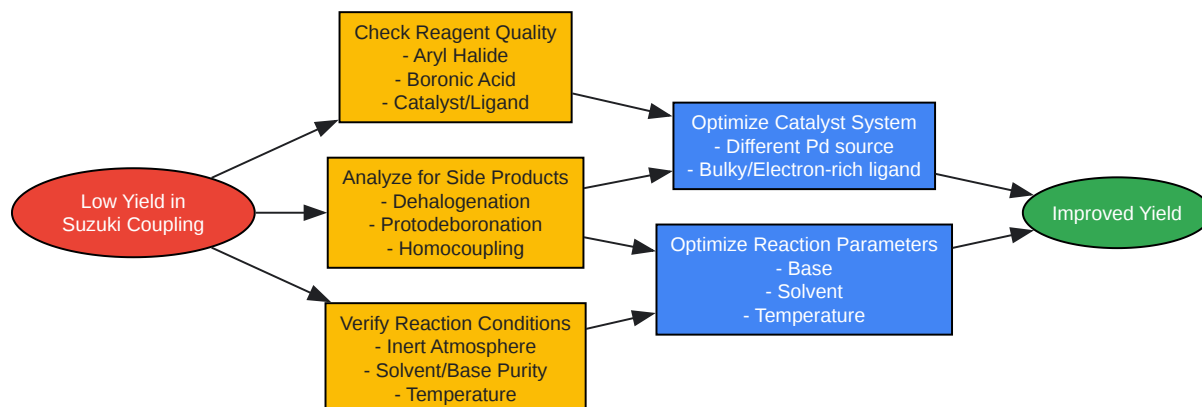 Low Yield in
Suzuki Coupling
Check Reagent Quality
- Aryl Halide
- Boronic Acid
- Catalyst/Ligand
Analyze for Side Products
- Dehalogenation
- Protodeboronation
- Homocoupling
Verify Reaction Conditions
- Inert Atmosphere
- Solvent/Base Purity
- Temperature
Optimize Catalyst System
- Different Pd source
- Bulky/Electron-rich ligand
Optimize Reaction Parameters
- Base
- Solvent
- Temperature
Improved Yield